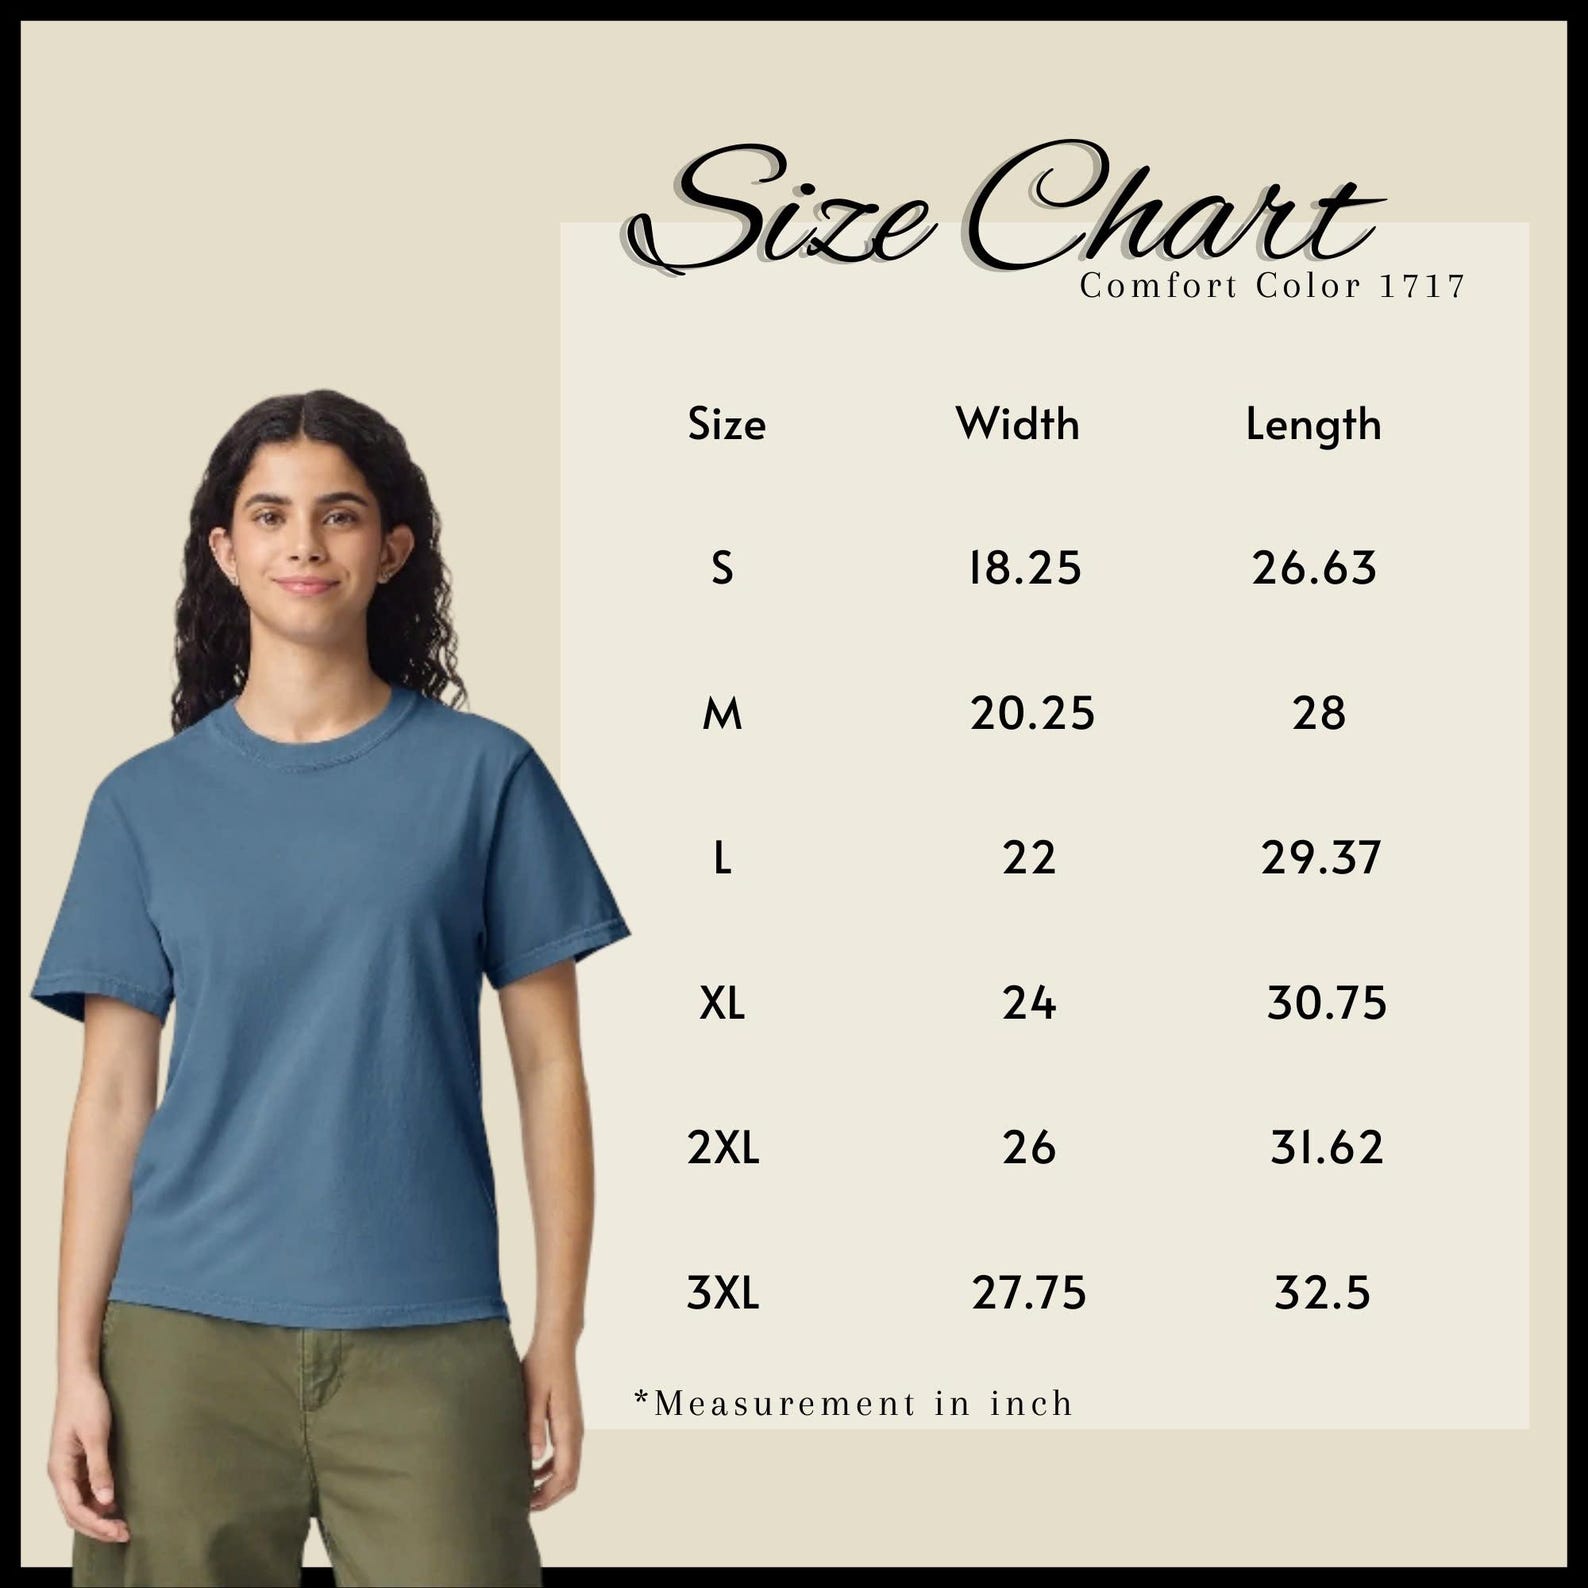 Size Chart
Comfort Color 1717
Size Width Length
S 18.25 26.63
M 20.25 28
L 22 29.37
XL 24 30.75
2XL 26 31.62
3XL 27.75 32.5
*Measurement in inch